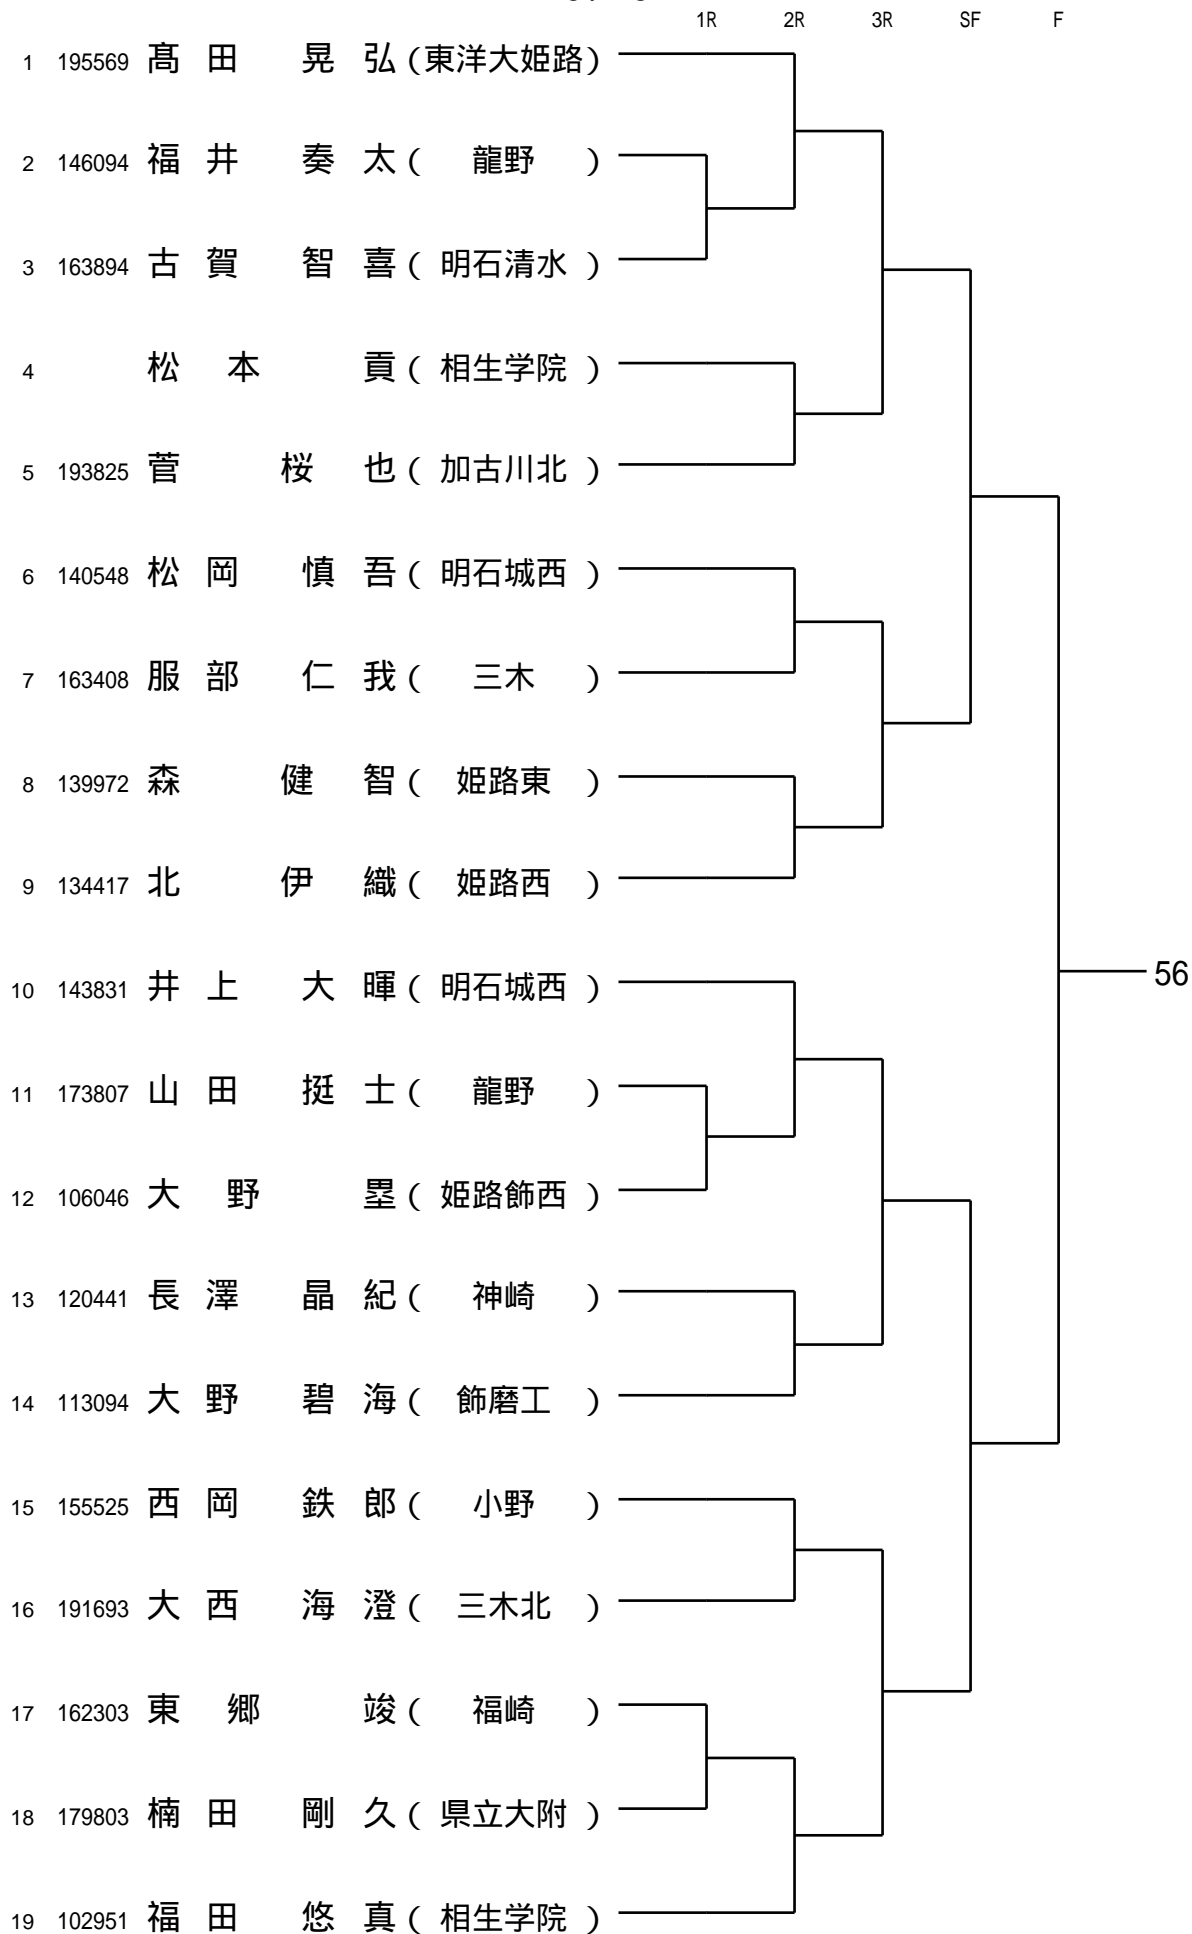 1R 2R 3R SF F
1 195569 髙田 晃弘(東洋大姫路)
2 146094 福井 奏太(龍野)
3 163894 古賀 智喜(明石清水)
4 松本 貢(相生学院)
5 193825 菅 桜也(加古川北)
6 140548 松岡 慎吾(明石城西)
7 163408 服部 仁我(三木)
8 139972 森 健智(姫路東)
9 134417 北 伊織(姫路西)
10 143831 井上 大暉(明石城西)
56
11 173807 山田 挺士(龍野)
12 106046 大野 塁(姫路飾西)
13 120441 長澤 晶紀(神崎)
14 113094 大野 碧海(飾磨工)
15 155525 西岡 鉄郎(小野)
16 191693 大西 海澄(三木北)
17 162303 東郷 竣(福崎)
18 179803 楠田 剛久(県立大附)
19 102951 福田 悠真(相生学院)